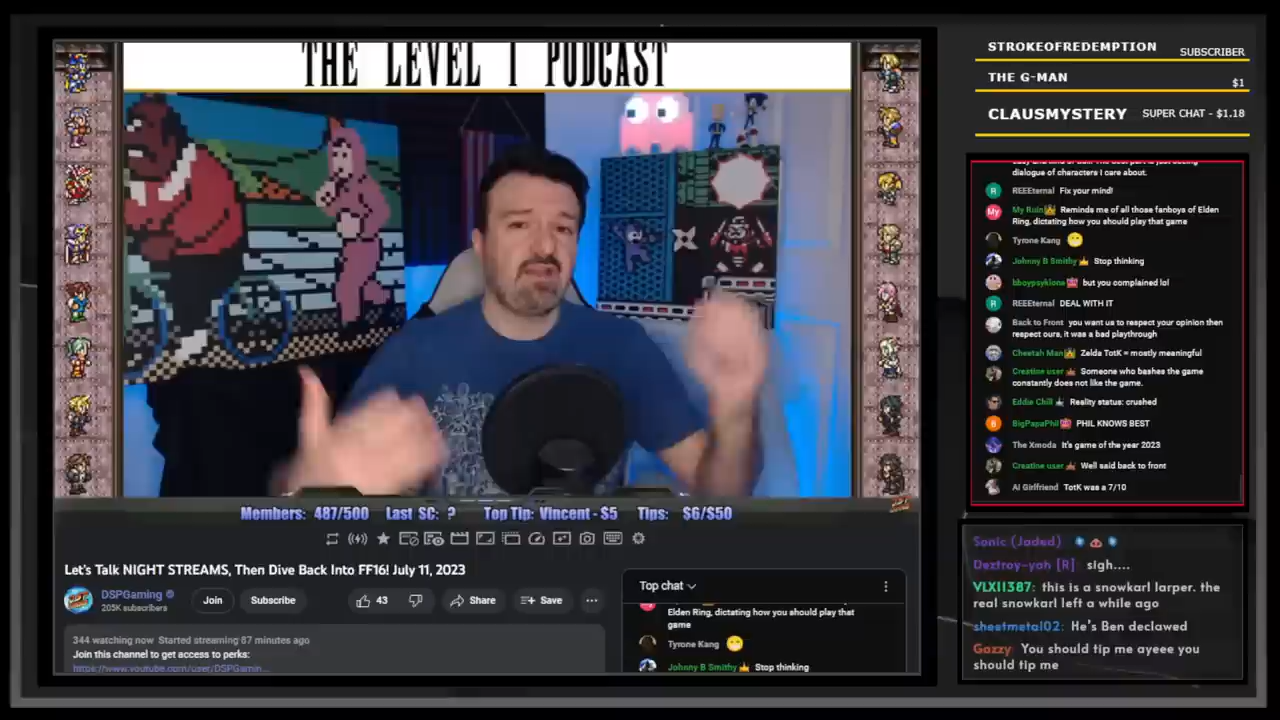 THE LEVEL 1 PODCAST
STROKEOFREDEMPTION SUBSCRIBER
THE G-MAN $1
CLAUSMYSTERY SUPER CHAT - $1.18
dialogue of characters I care about.
REEEternal Fix your mind!
My Ruin Reminds me of all those fanboys of Elden
Ring, dictating how you should play that game
Tyrone Kang
Johnny B Smithy Stop thinking
bboypsyklone but you complained lol
REEEternal DEAL WITH IT
Back to Front you want us to respect your opinion then
respect ours, it was a bad playthrough
Cheetah Man Zelda TotK = mostly meaningful
Creatine user Someone who bashes the game
constantly does not like the game.
Eddie Chill Reality status: crushed
BigPapaPhil PHIL KNOWS BEST
The Xmoda It's game of the year 2023
Creatine user Well said back to front
AI Girlfriend TotK was a 7/10
Members: 487/500 Last SC: ? Top Tip: Vincent - $5 Tips: $6/$50
Let's Talk NIGHT STREAMS, Then Dive Back Into FF16! July 11, 2023
DSPGaming
205K subscribers
Join
Subscribe
43
Share
Save
344 watching now Started streaming 87 minutes ago
Join this channel to get access to perks:
https://www.youtube.com/user/DSPGamin...
Top chat
Elden Ring, dictating how you should play that
game
Tyrone Kang
Johnny B Smithy Stop thinking
Sonic (Jaded)
Deztroy-yah [R] sigh....
VLXII387: this is a snowkarl larper. the
real snowkarl left a while ago
sheetmetal02: He's Ben declawed
Gazzy You should tip me ayeee you
should tip me